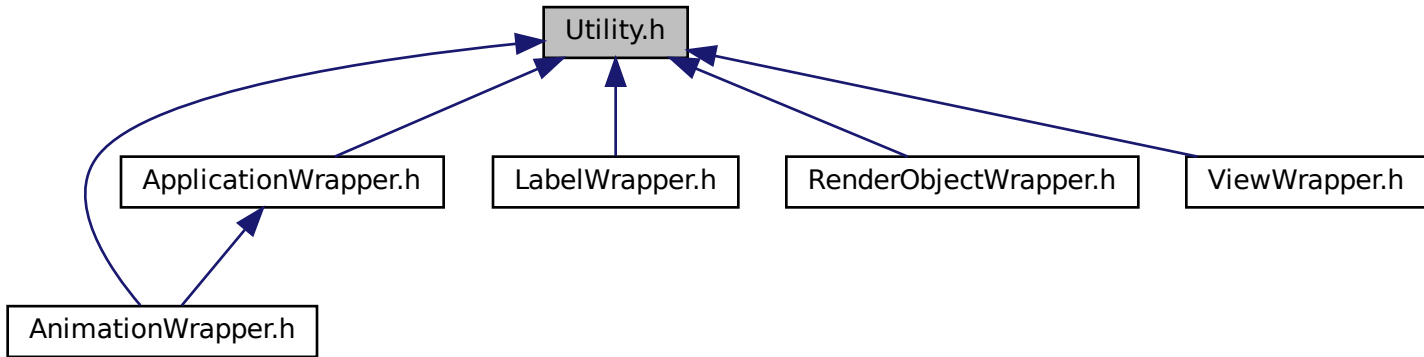 Utility.h
ApplicationWrapper.h
LabelWrapper.h
RenderObjectWrapper.h
ViewWrapper.h
AnimationWrapper.h